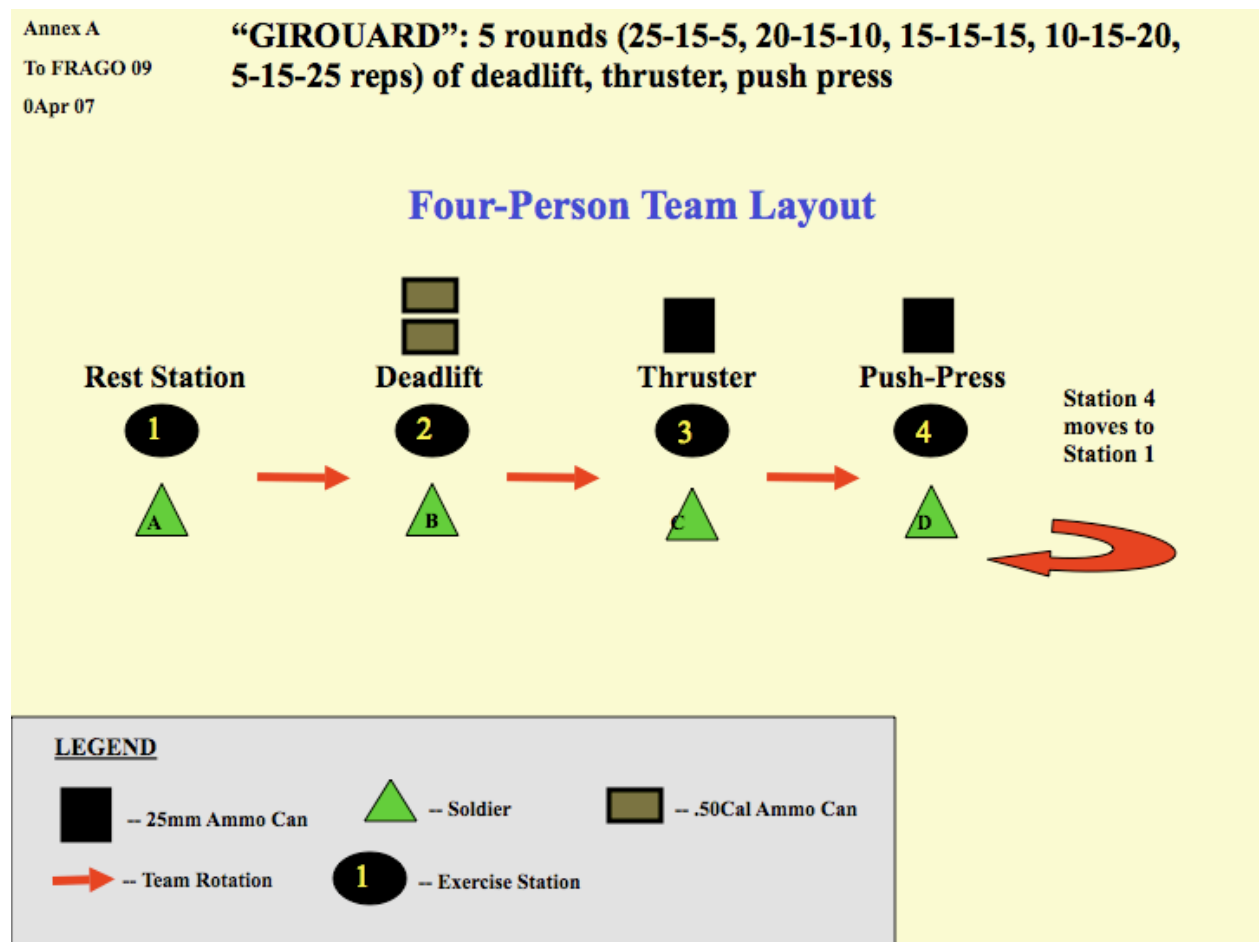 Annex A
To FRAGO 09
0Apr 07
“GIROUARD”: 5 rounds (25-15-5, 20-15-10, 15-15-15, 10-15-20,
5-15-25 reps) of deadlift, thruster, push press
Four-Person Team Layout
Rest Station
Deadlift
Thruster
Push-Press
1
2
3
4
Station 4
moves to
Station 1
A
B
C
D
LEGEND
-- 25mm Ammo Can
-- Soldier
-- .50Cal Ammo Can
-- Team Rotation
1
-- Exercise Station